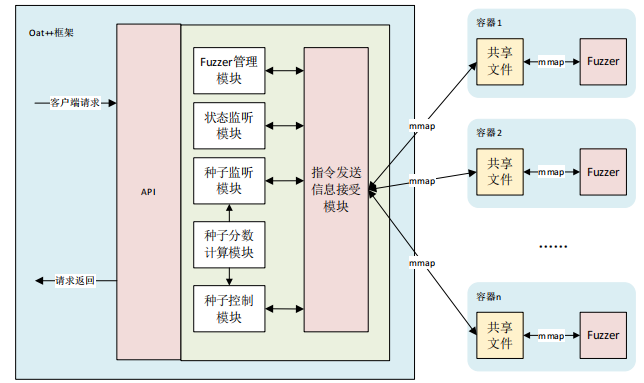 Oat++框架
客户端请求
请求返回
API
Fuzzer管理
模块
状态监听
模块
种子监听
模块
种子分数
计算模块
种子控制
模块
指令发送
信息接受
模块
mmap
mmap
mmap
容器1
共享
文件
mmap
Fuzzer
容器2
共享
文件
mmap
Fuzzer
……
容器n
共享
文件
mmap
Fuzzer